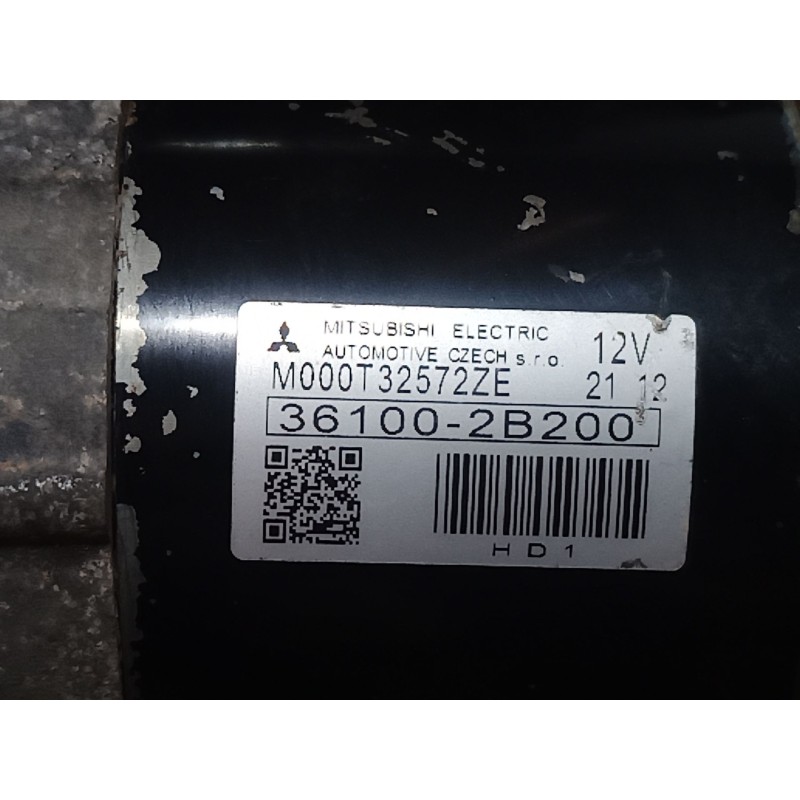 MITSUBISHI ELECTRIC
AUTOMOTIVE CZECH s.r.o. 12V
M000T32572ZE 21 12
36100-2B200
HD1